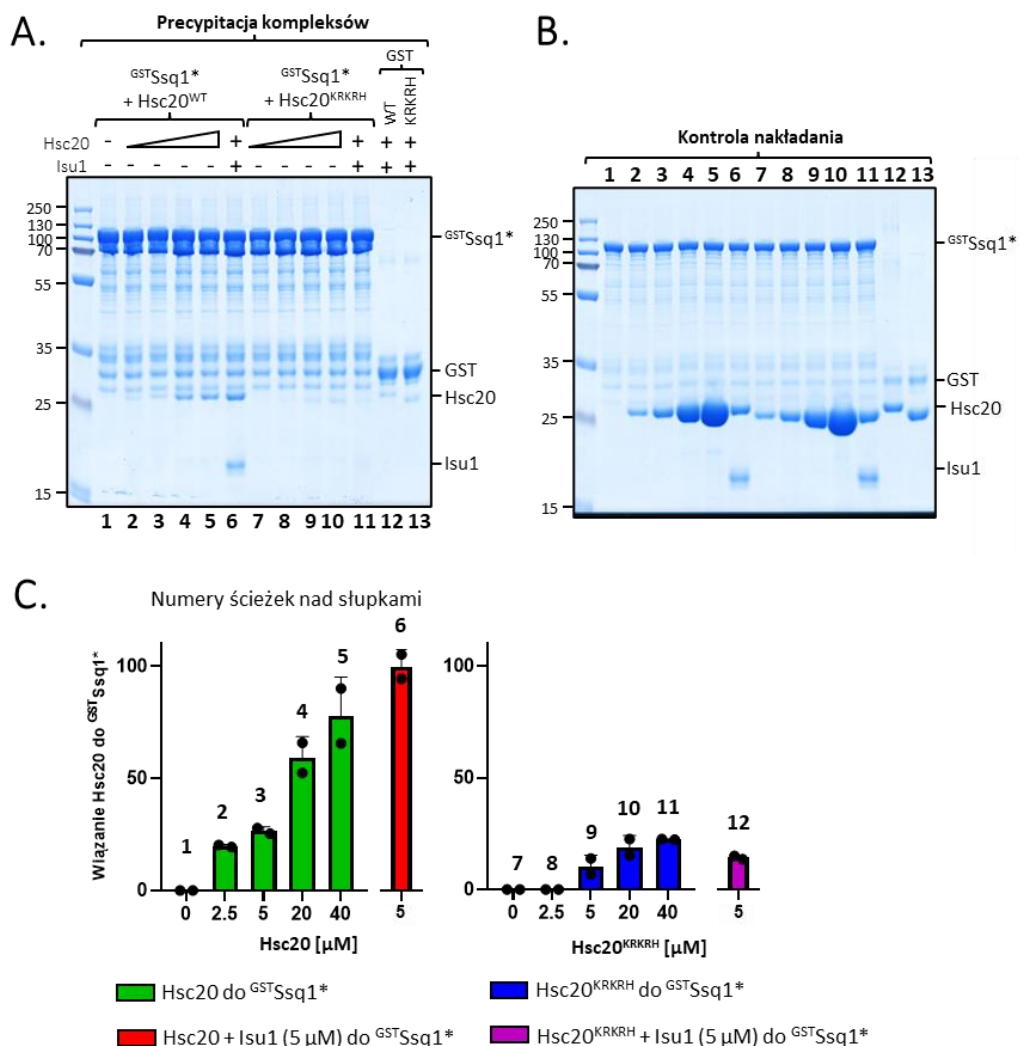 A.
Precypitacja kompleksów
GSTSsq1*
+ Hsc20WT
GSTSsq1*
+ Hsc20KRKRH
GST
WT
KRKRH
Hsc20 - + + + +
Isu1 - - - - - + - - - - + + +
250
130
100
70
55
35
25
15
GSTSsq1*
GST
Hsc20
Isu1
1 2 3 4 5 6 7 8 9 10 11 12 13
B.
Kontrola nakładania
1 2 3 4 5 6 7 8 9 10 11 12 13
250
130
100
70
55
35
25
15
GSTSsq1*
GST
Hsc20
Isu1
C.
Numery ścieżek nad słupkami
Wiązanie Hsc20 do GSTSsq1*
100
50
0
1 2 3 4 5 6
0 2.5 5 20 40 5
Hsc20 [µM]
100
50
0
7 8 9 10 11 12
0 2.5 5 20 40 5
Hsc20KRKRH [µM]
Hsc20 do GSTSsq1*
Hsc20KRKRH do GSTSsq1*
Hsc20 + Isu1 (5 µM) do GSTSsq1*
Hsc20KRKRH + Isu1 (5 µM) do GSTSsq1*